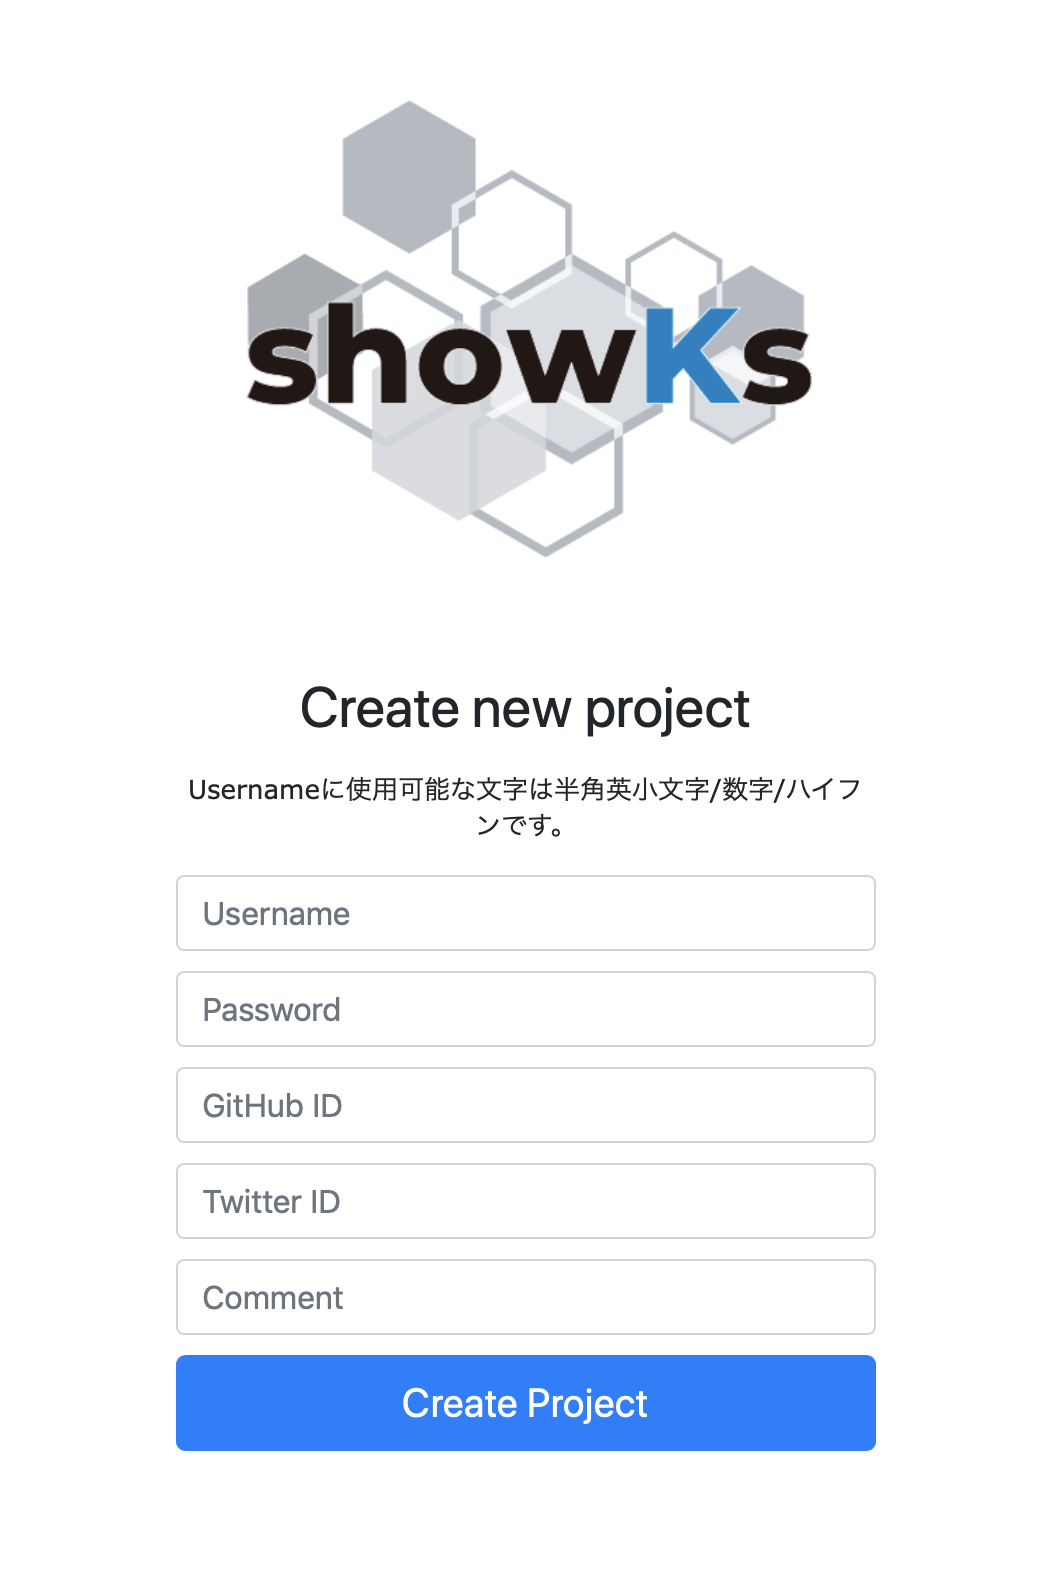 showKs
Create new project
Usernameに使用可能な文字は半角英小文字/数字/ハイフ
ンです。
Username
Password
GitHub ID
Twitter ID
Comment
Create Project